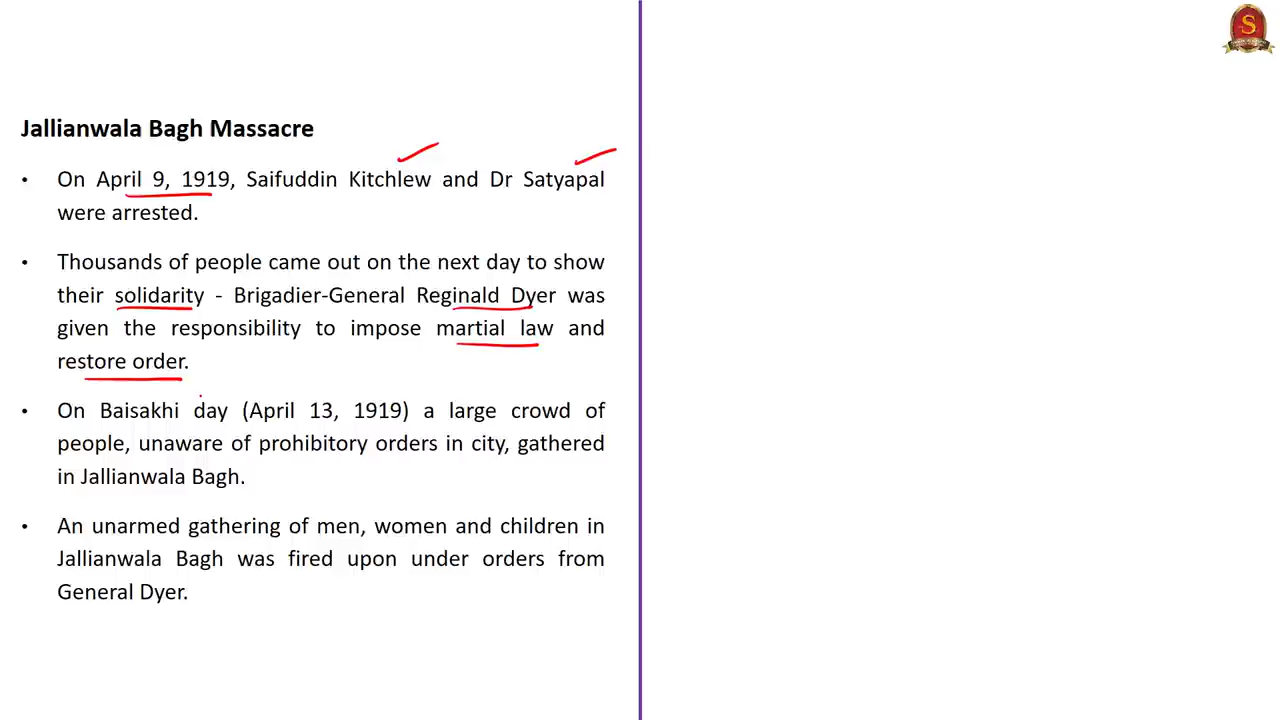 Jallianwala Bagh Massacre
• On April 9, 1919, Saifuddin Kitchlew and Dr Satyapal
were arrested.
• Thousands of people came out on the next day to show
their solidarity - Brigadier-General Reginald Dyer was
given the responsibility to impose martial law and
restore order.
• On Baisakhi day (April 13, 1919) a large crowd of
people, unaware of prohibitory orders in city, gathered
in Jallianwala Bagh.
• An unarmed gathering of men, women and children in
Jallianwala Bagh was fired upon under orders from
General Dyer.
S